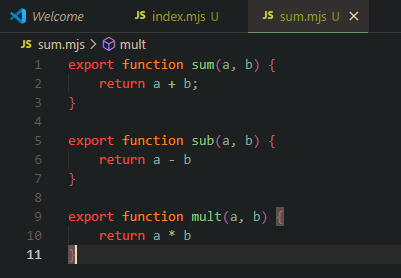 Welcome JS index.mjs U JS sum.mjs U ×
JS sum.mjs > mult
1 export function sum(a, b) {
2     return a + b;
3 }
4
5 export function sub(a, b) {
6     return a - b
7 }
8
9 export function mult(a, b) {
10     return a * b
11 }